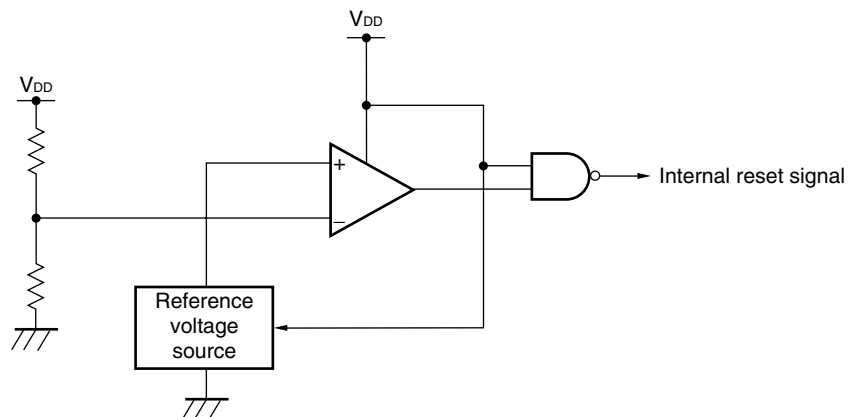 VDD
VDD
+
−
Internal reset signal
Reference
voltage
source